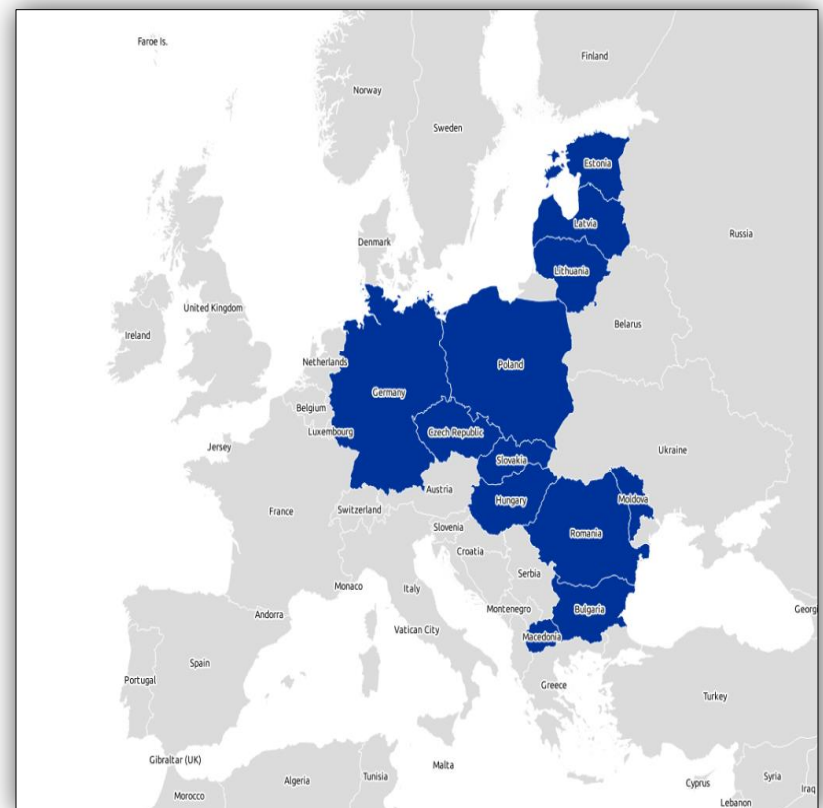 Faroe Is.
Finland
Norway
Sweden
Estonia
Russia
Latvia
Denmark
Lithuania
United Kingdom
Belarus
Ireland
Netherlands
Poland
Germany
Belgium
Luxembourg
Czech Republic
Jersey
Ukraine
Slovakia
Austria
Moldova
Hungary
France
Switzerland
Slovenia
Romania
Croatia
Serbia
Monaco
Italy
Montenegro
Bulgaria
Georgi
Andorra
Vatican City
Macedonia
Spain
Portugal
Greece
Turkey
Gibraltar (UK)
Malta
Algeria
Tunisia
Syria
Cyprus
Iraq
Morocco
Lebanon